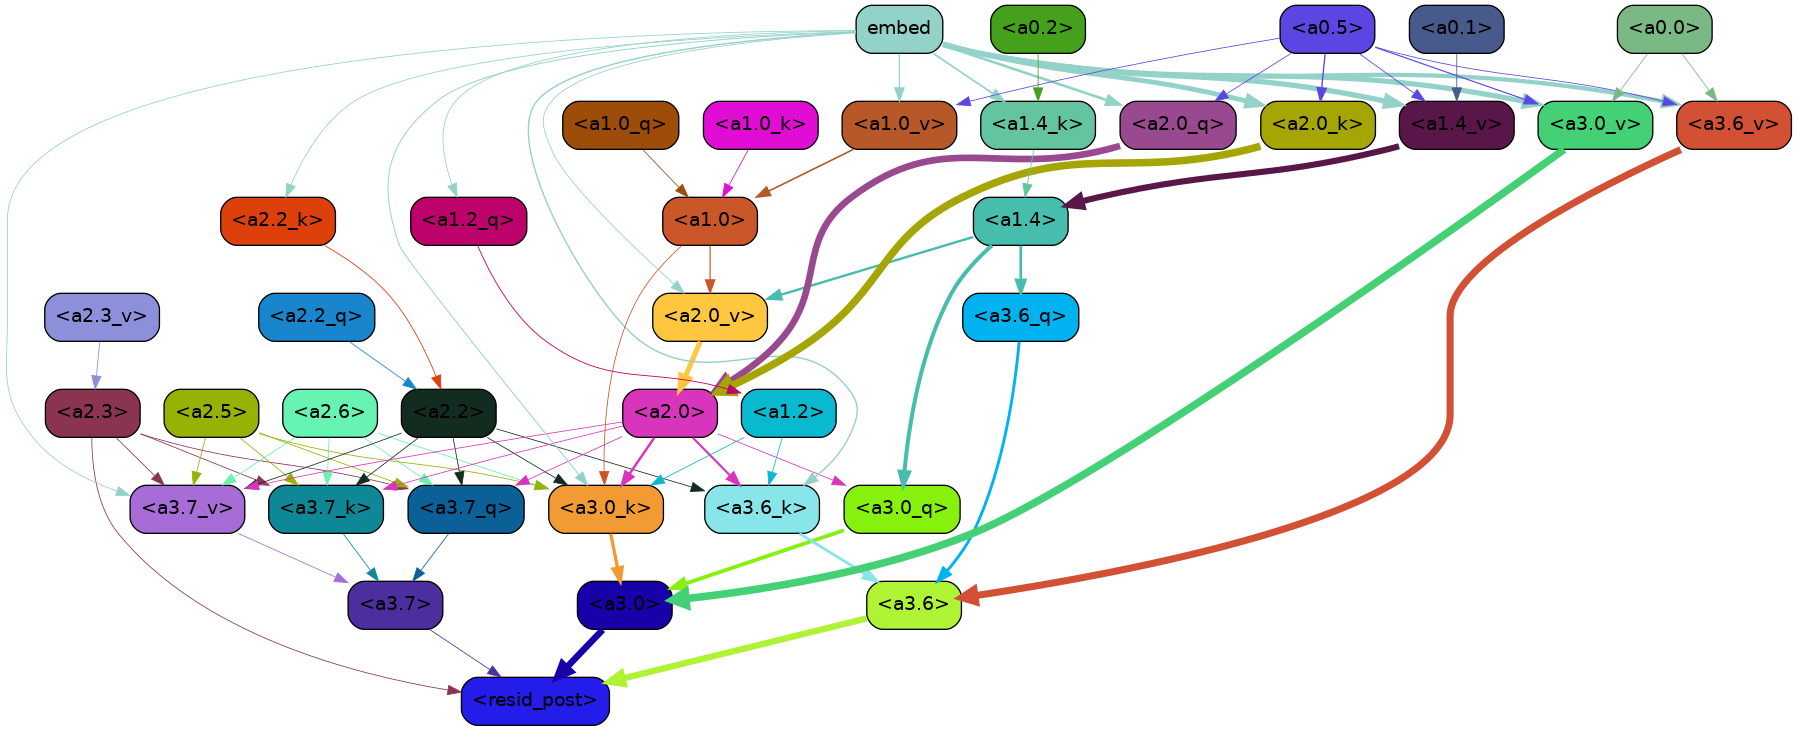 embed
<a0.2>
<a0.5>
<a0.1>
<a0.0>
<a1.0_q>
<a1.0_k>
<a1.0_v>
<a1.4_k>
<a2.0_q>
<a2.0_k>
<a1.4_v>
<a3.0_v>
<a3.6_v>
<a2.2_k>
<a1.2_q>
<a1.0>
<a1.4>
<a2.3_v>
<a2.2_q>
<a2.0_v>
<a3.6_q>
<a2.3>
<a2.5>
<a2.6>
<a2.2>
<a2.0>
<a1.2>
<a3.7_v>
<a3.7_k>
<a3.7_q>
<a3.0_k>
<a3.6_k>
<a3.0_q>
<a3.7>
<a3.0>
<a3.6>
<resid_post>